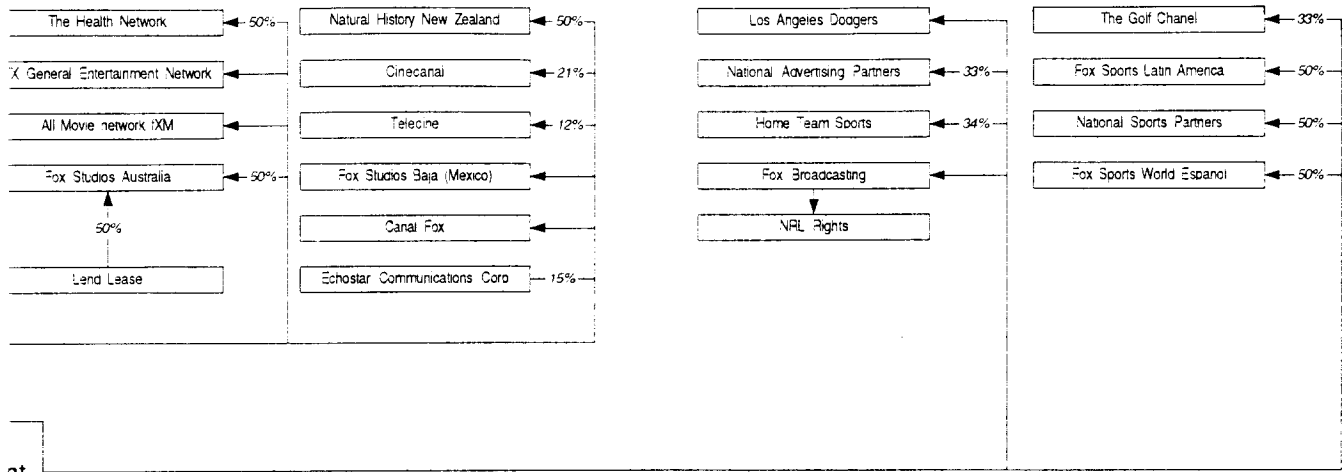 The Health Network
50%
X General Entertainment Network
All Movie network fXM
Fox Studios Australia
50%
50%
Lend Lease
Natural History New Zealand
50%
Cinecanal
21%
Telecine
12%
Fox Studios Baja (Mexico)
Canal Fox
Echostar Communications Corp
15%
Los Angeles Dodgers
National Advertising Partners
33%
Home Team Sports
34%
Fox Broadcasting
NRL Rights
The Golf Chanel
33%
Fox Sports Latin America
50%
National Sports Partners
50%
Fox Sports World Espanol
50%